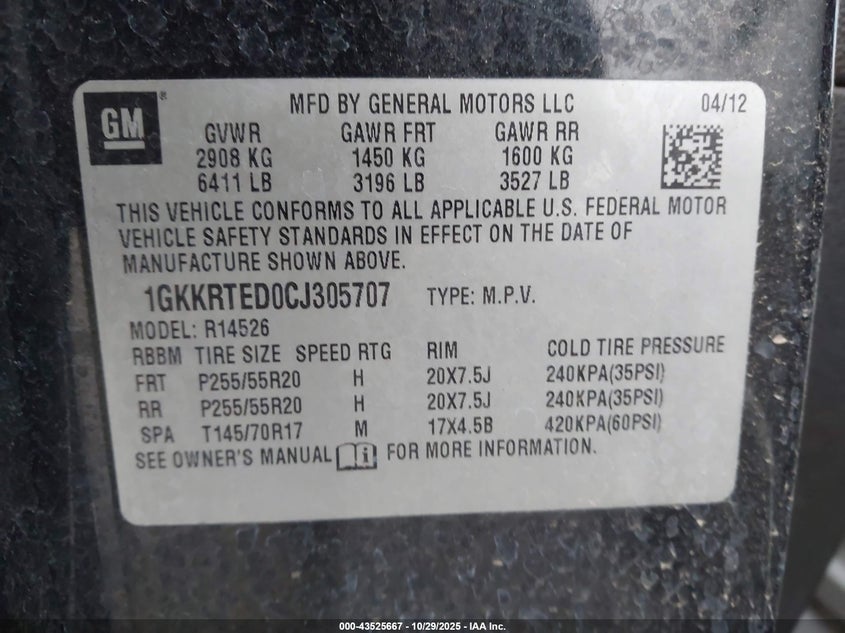 GM ® MFD BY GENERAL MOTORS LLC 04/12
GVWR GAWR FRT GAWR RR
2908 KG 1450 KG 1600 KG
6411 LB 3196 LB 3527 LB
THIS VEHICLE CONFORMS TO ALL APPLICABLE U.S. FEDERAL MOTOR
VEHICLE SAFETY STANDARDS IN EFFECT ON THE DATE OF
MANUFACTURE SHOWN ABOVE.
1GKKRTED0CJ305707 TYPE: M.P.V.
MODEL: R14526
RBBM TIRE SIZE SPEED RTG RIM COLD TIRE PRESSURE
FRT P255/55R20 H 20X7.5J 240KPA(35PSI)
RR P255/55R20 H 20X7.5J 240KPA(35PSI)
SPA T145/70R17 M 17X4.5B 420KPA(60PSI)
SEE OWNER'S MANUAL i FOR MORE INFORMATION.
000-43525667 - 10/29/2025 - IAA Inc.